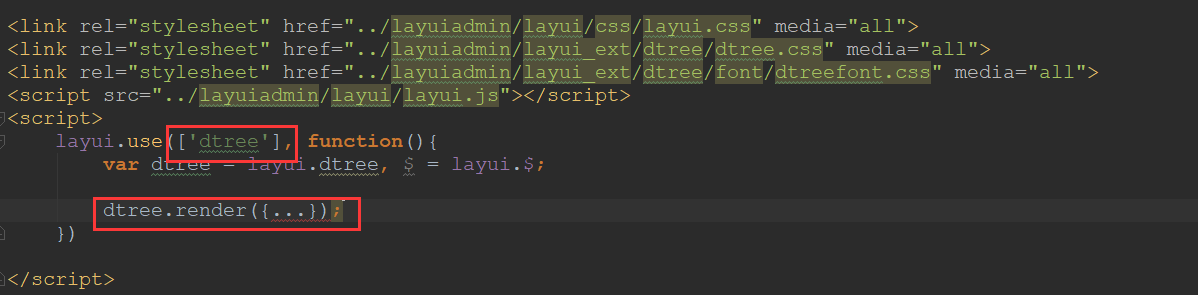 <link rel="stylesheet" href="../layuiadmin/layui/css/layui.css" media="all">
<link rel="stylesheet" href="../layuiadmin/layui_ext/dtree/dtree.css" media="all">
<link rel="stylesheet" href="../layuiadmin/layui_ext/dtree/font/dtreefont.css" media="all">
<script src="../layuiadmin/layui/layui.js"></script>
<script>
layui.use(['dtree'], function(){
var dtree = layui.dtree, $ = layui.$;
dtree.render({...});
})
</script>